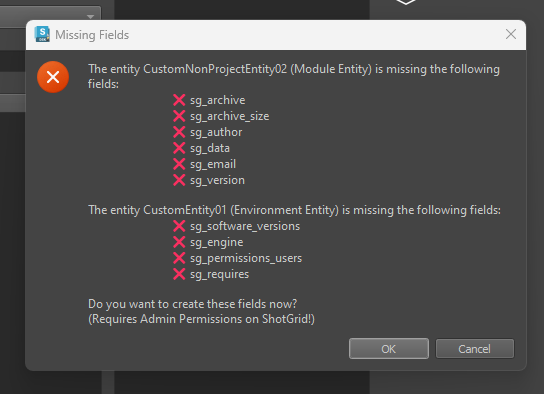 Missing Fields
The entity CustomNonProjectEntity02 (Module Entity) is missing the following
fields:
sg_archive
sg_archive_size
sg_author
sg_data
sg_email
sg_version
The entity CustomEntity01 (Environment Entity) is missing the following fields:
sg_software_versions
sg_engine
sg_permissions_users
sg_requires
Do you want to create these fields now?
(Requires Admin Permissions on ShotGrid!)
OK
Cancel